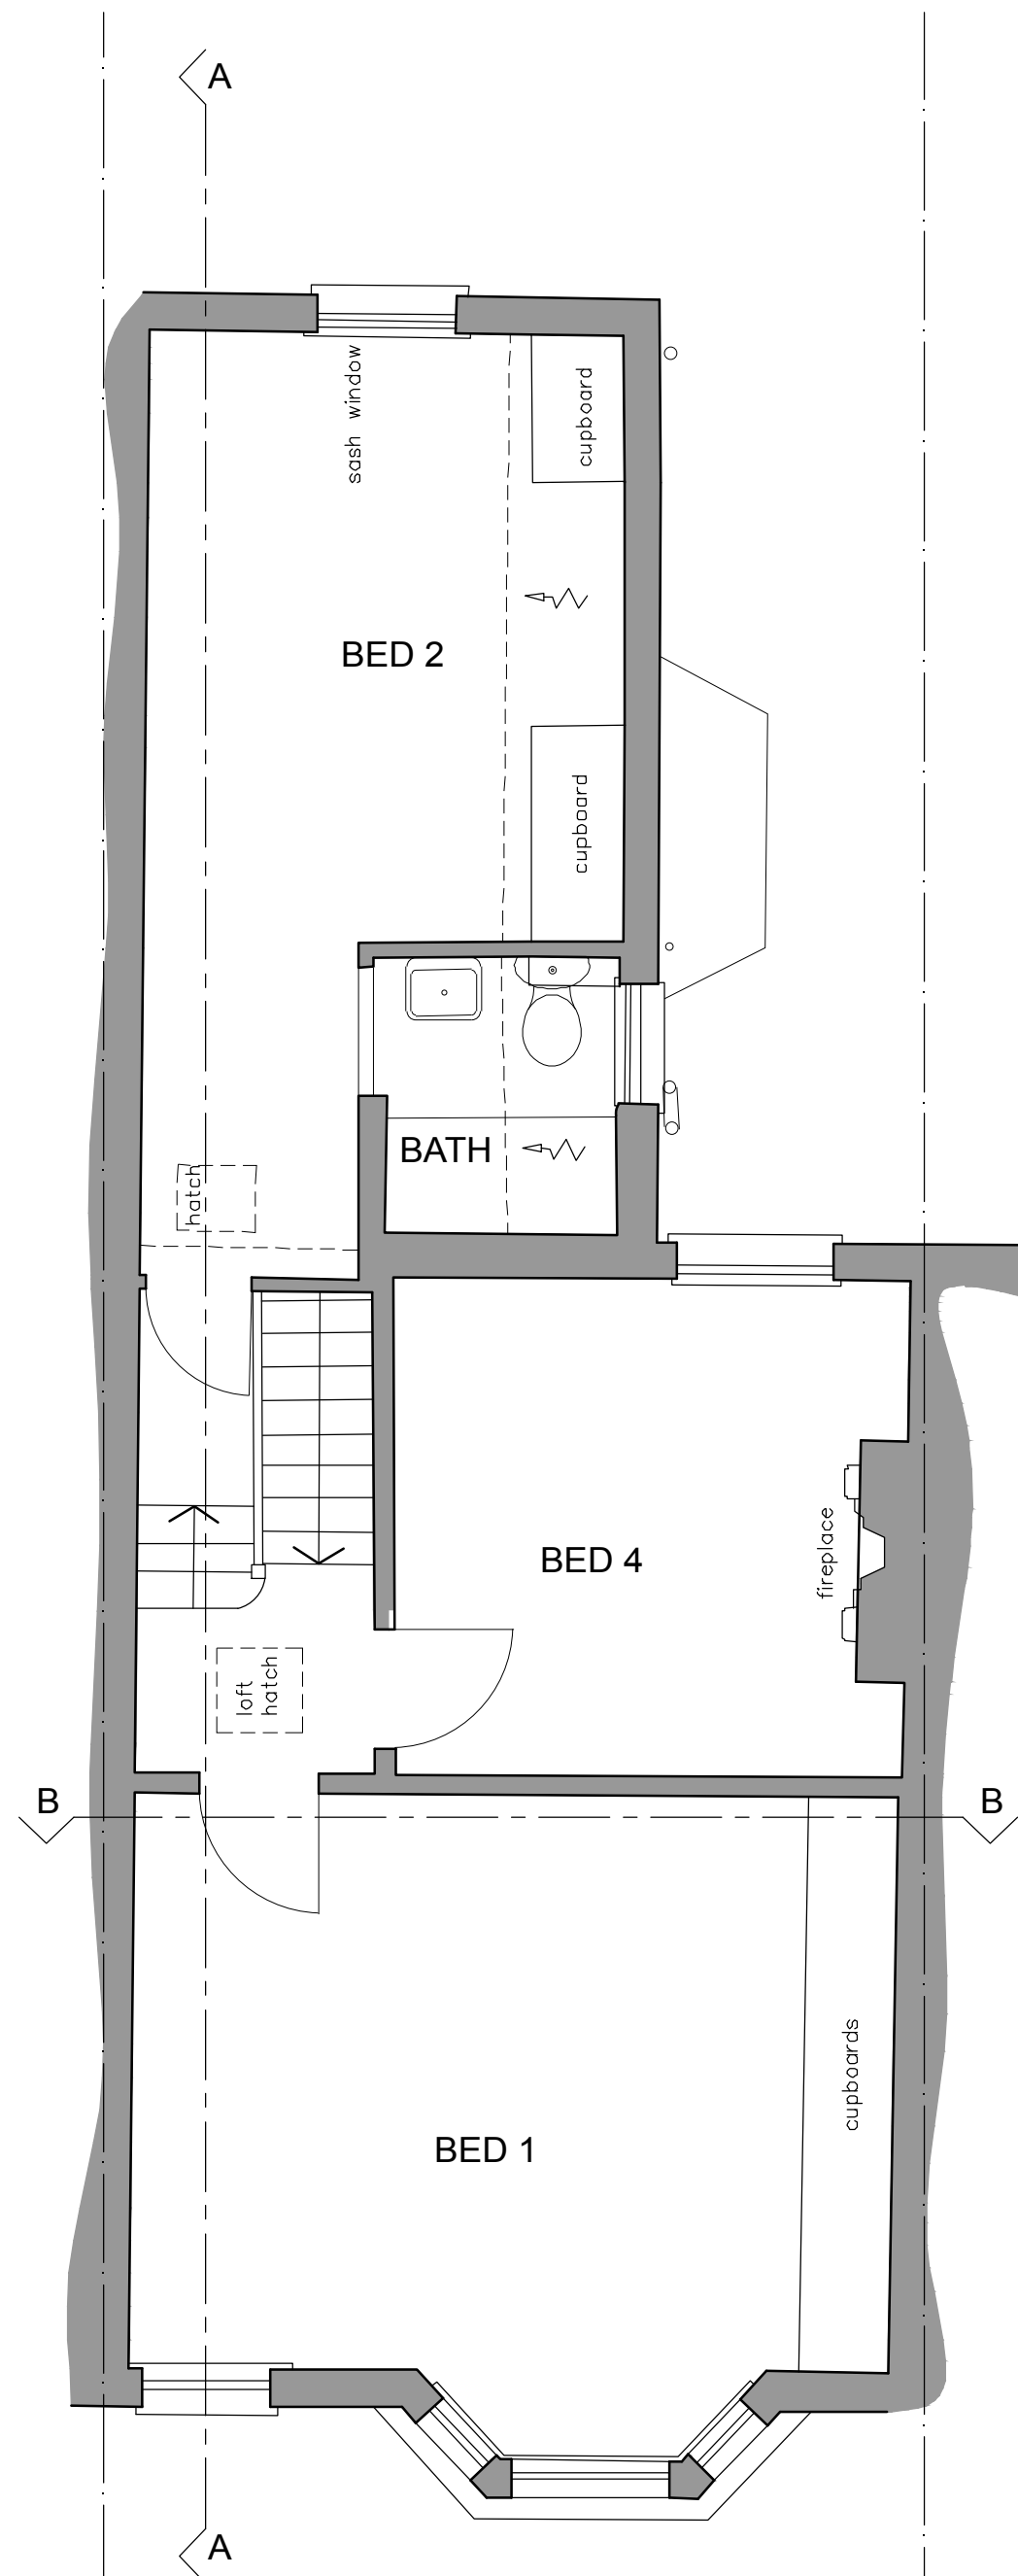 A
sash window
cupboard
BED 2
cupboard
BATH
hatch
BED 4
fireplace
loft
hatch
B
B
cupboards
BED 1
A